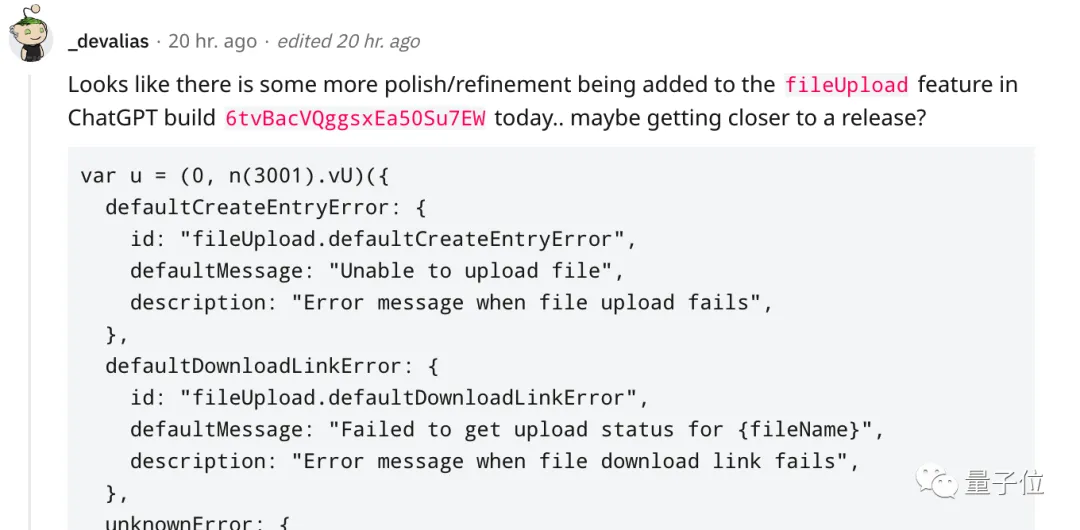 _devalias · 20 hr. ago · edited 20 hr. ago
Looks like there is some more polish/refinement being added to the fileUpload feature in
ChatGPT build 6tvBacVQggsxEa5OSu7EW today.. maybe getting closer to a release?
var u = (0, n(3001).vU)({
  defaultCreateEntryError: {
    id: "fileUpload.defaultCreateEntryError",
    defaultMessage: "Unable to upload file",
    description: "Error message when file upload fails",
  },
  defaultDownloadLinkError: {
    id: "fileUpload.defaultDownloadLinkError",
    defaultMessage: "Failed to get upload status for {fileName}",
    description: "Error message when file download link fails",
  },
  unknownError: {
量子位